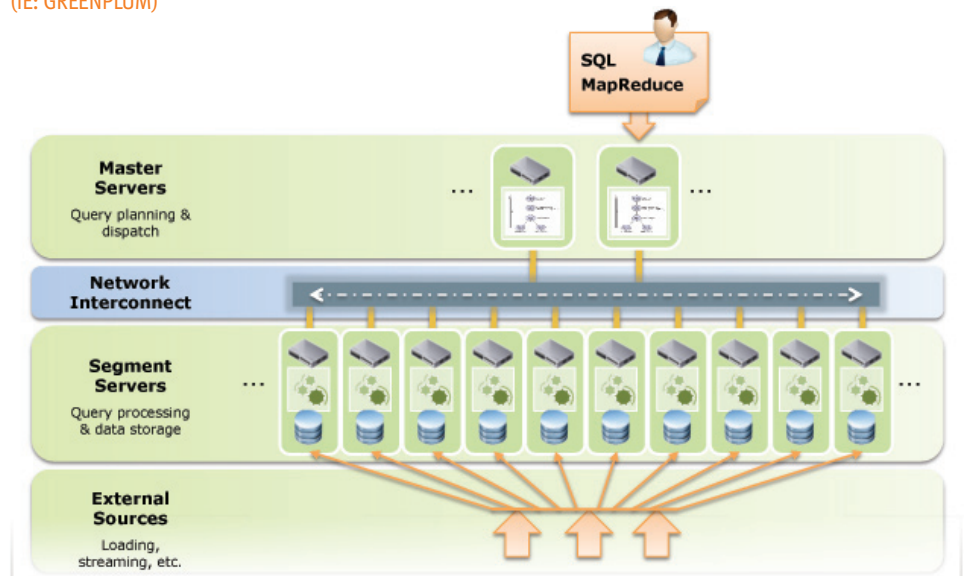 (IE: GREENPLUM)
SQL
MapReduce
Master
Servers
Query planning &
dispatch
...
...
Network
Interconnect
Segment
Servers
Query processing
& data storage
...
...
External
Sources
Loading,
streaming, etc.